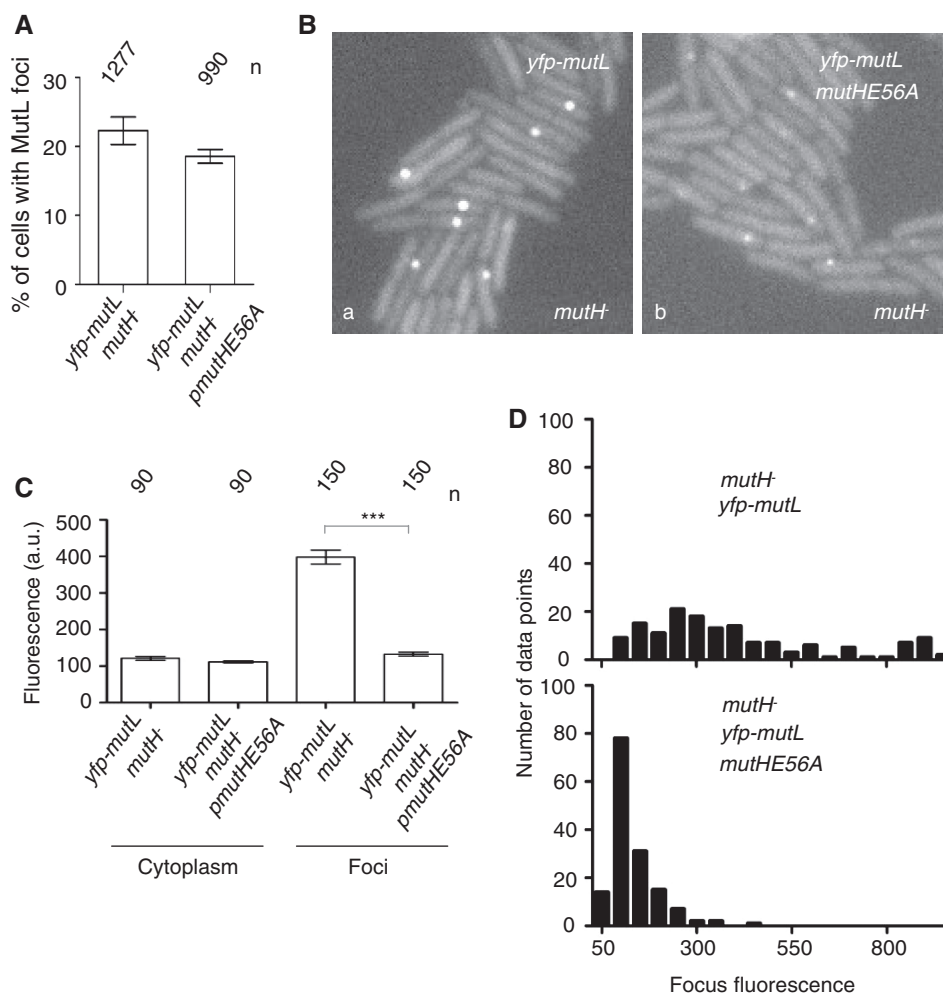 A
1277
990
n
% of cells with MutL foci
30
20
10
0
yfp-mutL
mutH-
yfp-mutL
mutH-
pmutHE56A
B
yfp-mutL
a
mutH-
yfp-mutL
mutHE56A
b
mutH-
C
90
90
150
150
n
***
Fluorescence (a.u.)
500
400
300
200
100
0
yfp-mutL
mutH-
yfp-mutL
mutH-
pmutHE56A
yfp-mutL
mutH-
yfp-mutL
mutH-
pmutHE56A
Cytoplasm
Foci
D
Number of data points
100
80
60
40
20
0
mutH-
yfp-mutL
100
80
60
40
20
0
mutH-
yfp-mutL
mutHE56A
50
300
550
800
Focus fluorescence